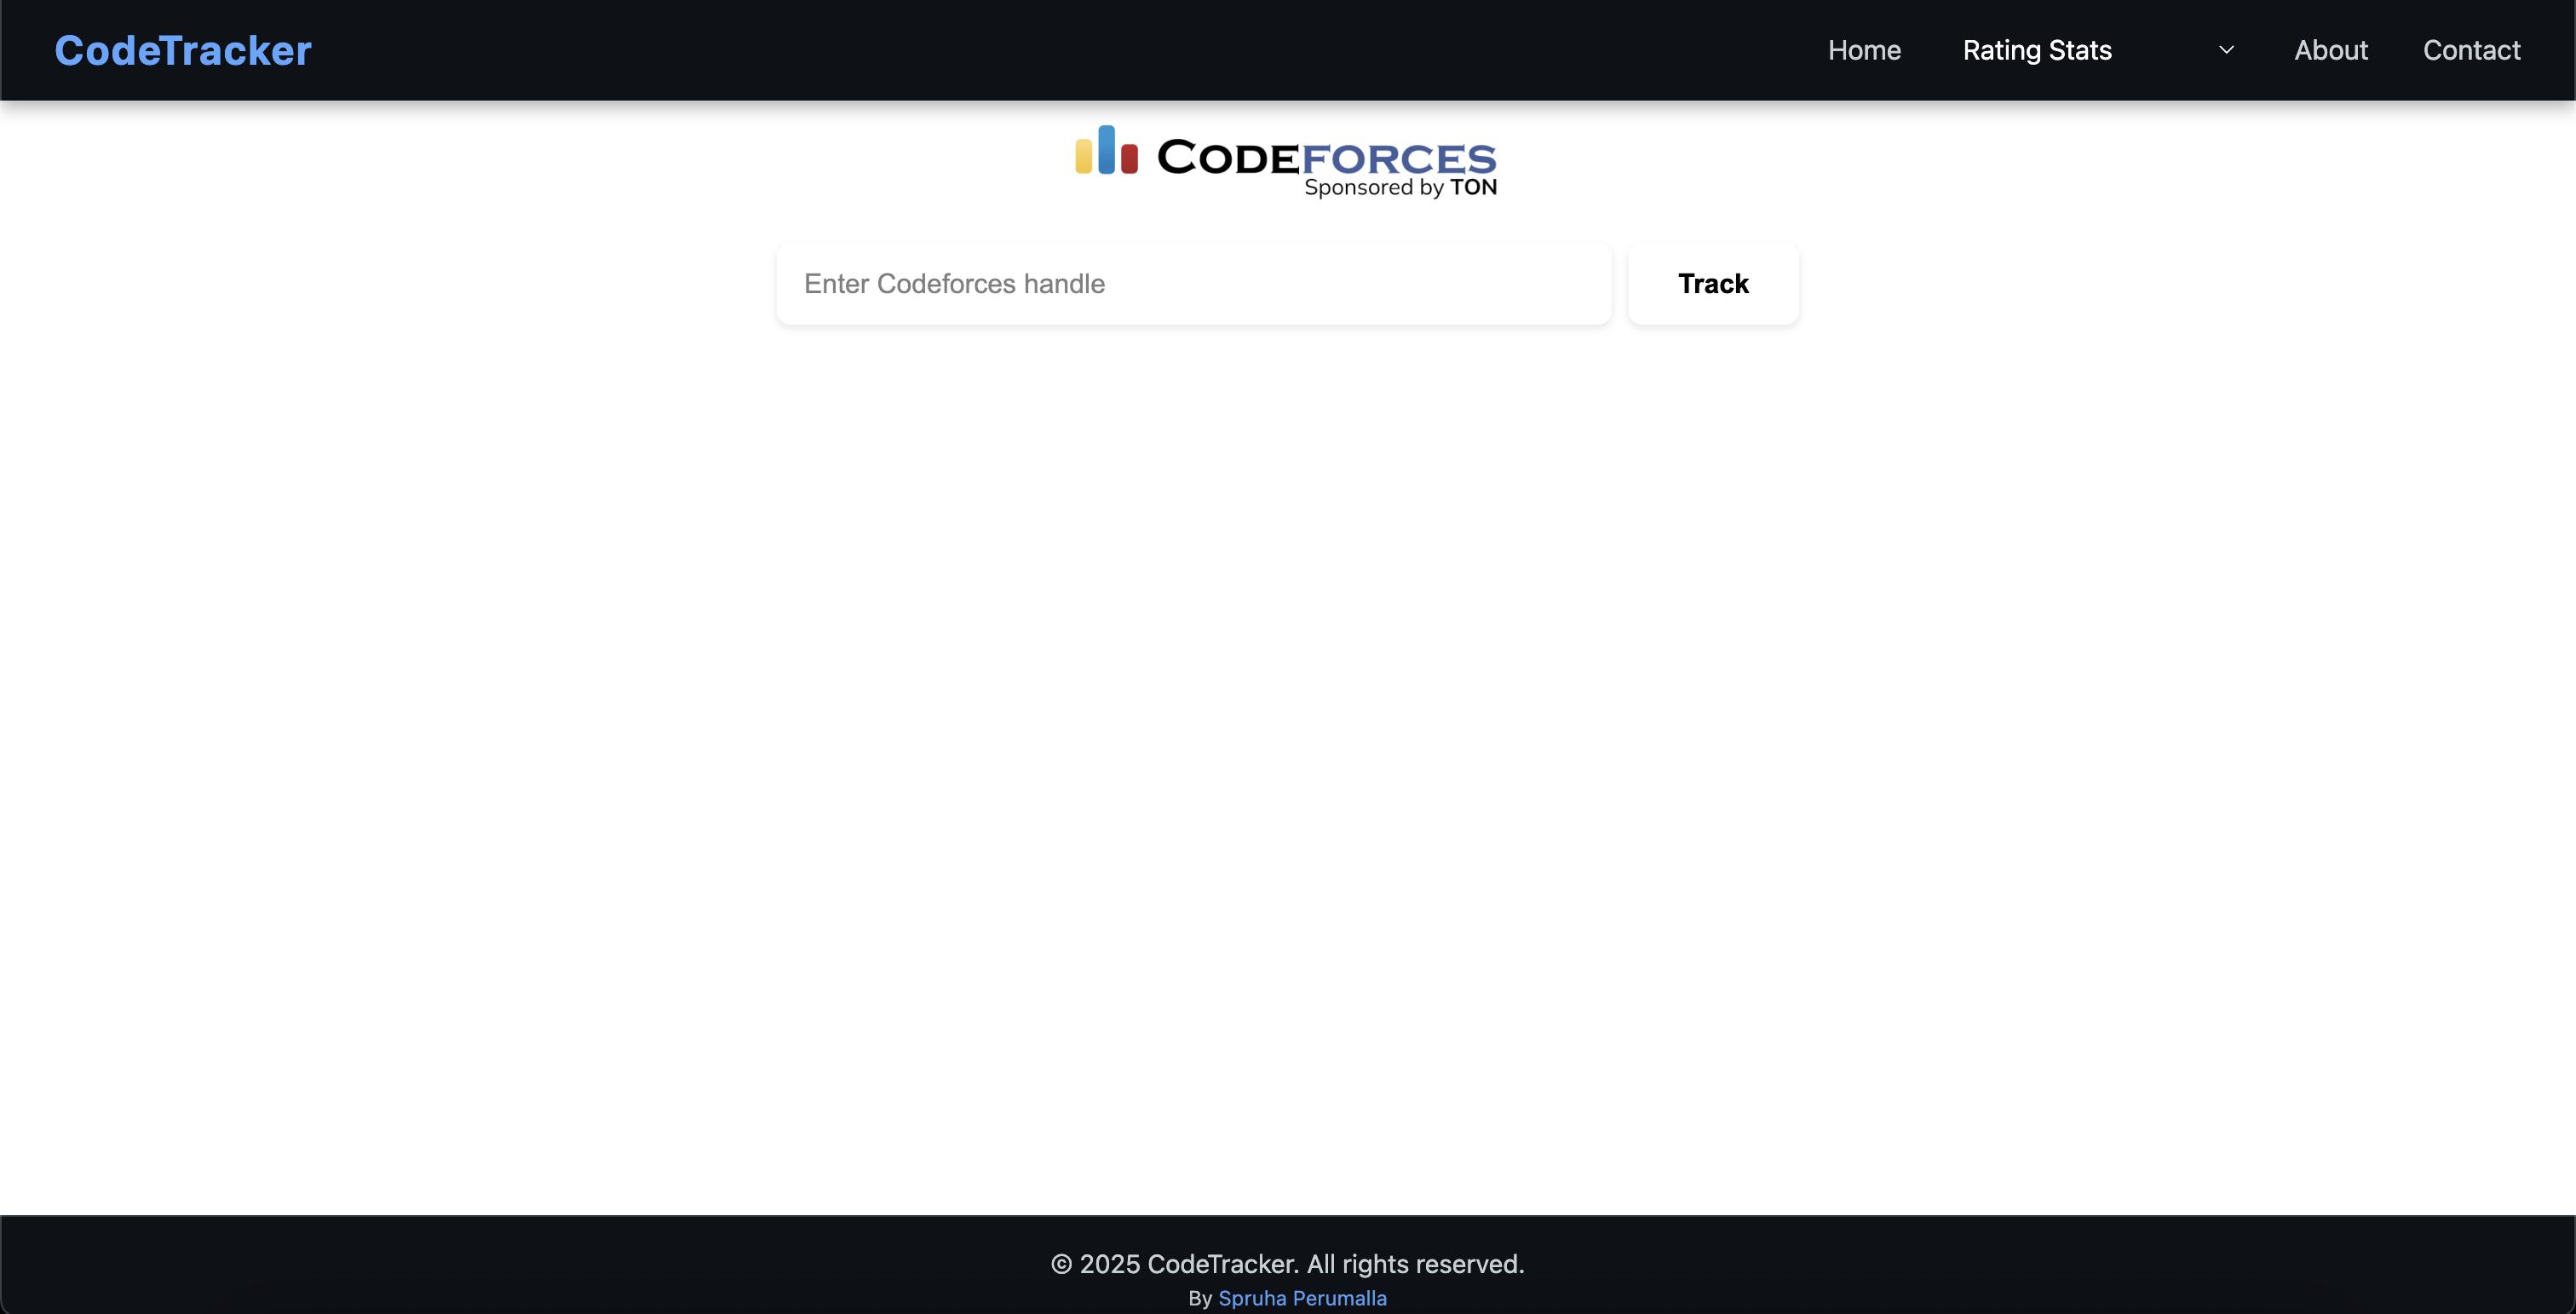 CodeTracker
Home Rating Stats About Contact
CODEFORCES
Sponsored by TON
Enter Codeforces handle Track
© 2025 CodeTracker. All rights reserved.
By Spruha Perumalla